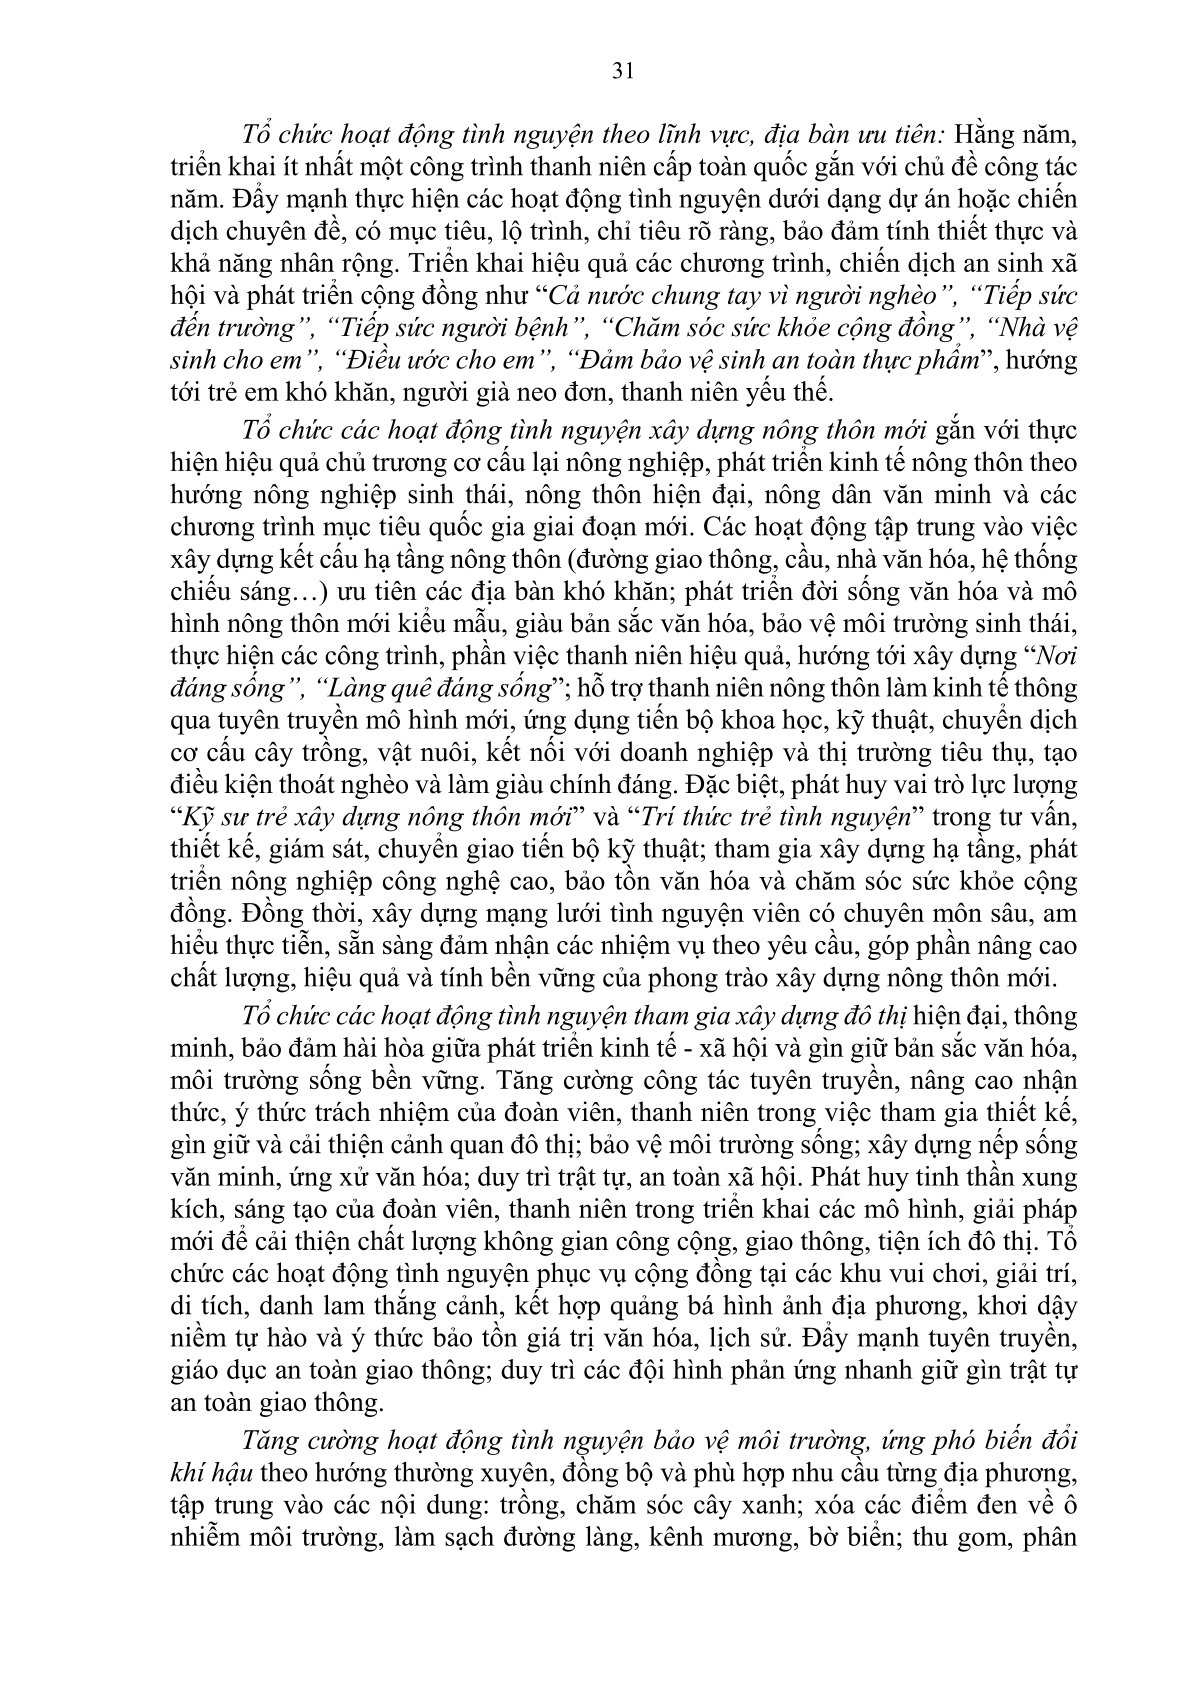 31
Tổ chức hoạt động tình nguyện theo lĩnh vực, địa bàn ưu tiên: Hằng năm,
triển khai ít nhất một công trình thanh niên cấp toàn quốc gắn với chủ đề công tác
năm. Đẩy mạnh thực hiện các hoạt động tình nguyện dưới dạng dự án hoặc chiến
dịch chuyên đề, có mục tiêu, lộ trình, chỉ tiêu rõ ràng, bảo đảm tính thiết thực và
khả năng nhân rộng. Triển khai hiệu quả các chương trình, chiến dịch an sinh xã
hội và phát triển cộng đồng như “Cả nước chung tay vì người nghèo”, “Tiếp sức
đến trường”, “Tiếp sức người bệnh”, “Chăm sóc sức khỏe cộng đồng”, “Nhà vệ
sinh cho em”, “Điều ước cho em”, “Đảm bảo vệ sinh an toàn thực phẩm”, hướng
tới trẻ em khó khăn, người già neo đơn, thanh niên yếu thế.
Tổ chức các hoạt động tình nguyện xây dựng nông thôn mới gắn với thực
hiện hiệu quả chủ trương cơ cấu lại nông nghiệp, phát triển kinh tế nông thôn theo
hướng nông nghiệp sinh thái, nông thôn hiện đại, nông dân văn minh và các
chương trình mục tiêu quốc gia giai đoạn mới. Các hoạt động tập trung vào việc
xây dựng kết cấu hạ tầng nông thôn (đường giao thông, cầu, nhà văn hóa, hệ thống
chiếu sáng…) ưu tiên các địa bàn khó khăn; phát triển đời sống văn hóa và mô
hình nông thôn mới kiểu mẫu, giàu bản sắc văn hóa, bảo vệ môi trường sinh thái,
thực hiện các công trình, phần việc thanh niên hiệu quả, hướng tới xây dựng “Nơi
đáng sống”, “Làng quê đáng sống”; hỗ trợ thanh niên nông thôn làm kinh tế thông
qua tuyên truyền mô hình mới, ứng dụng tiến bộ khoa học, kỹ thuật, chuyển dịch
cơ cấu cây trồng, vật nuôi, kết nối với doanh nghiệp và thị trường tiêu thụ, tạo
điều kiện thoát nghèo và làm giàu chính đáng. Đặc biệt, phát huy vai trò lực lượng
“Kỹ sư trẻ xây dựng nông thôn mới” và “Trí thức trẻ tình nguyện” trong tư vấn,
thiết kế, giám sát, chuyển giao tiến bộ kỹ thuật; tham gia xây dựng hạ tầng, phát
triển nông nghiệp công nghệ cao, bảo tồn văn hóa và chăm sóc sức khỏe cộng
đồng. Đồng thời, xây dựng mạng lưới tình nguyện viên có chuyên môn sâu, am
hiểu thực tiễn, sẵn sàng đảm nhận các nhiệm vụ theo yêu cầu, góp phần nâng cao
chất lượng, hiệu quả và tính bền vững của phong trào xây dựng nông thôn mới.
Tổ chức các hoạt động tình nguyện tham gia xây dựng đô thị hiện đại, thông
minh, bảo đảm hài hòa giữa phát triển kinh tế - xã hội và gìn giữ bản sắc văn hóa,
môi trường sống bền vững. Tăng cường công tác tuyên truyền, nâng cao nhận
thức, ý thức trách nhiệm của đoàn viên, thanh niên trong việc tham gia thiết kế,
gìn giữ và cải thiện cảnh quan đô thị; bảo vệ môi trường sống; xây dựng nếp sống
văn minh, ứng xử văn hóa; duy trì trật tự, an toàn xã hội. Phát huy tinh thần xung
kích, sáng tạo của đoàn viên, thanh niên trong triển khai các mô hình, giải pháp
mới để cải thiện chất lượng không gian công cộng, giao thông, tiện ích đô thị. Tổ
chức các hoạt động tình nguyện phục vụ cộng đồng tại các khu vui chơi, giải trí,
di tích, danh lam thắng cảnh, kết hợp quảng bá hình ảnh địa phương, khơi dậy
niềm tự hào và ý thức bảo tồn giá trị văn hóa, lịch sử. Đẩy mạnh tuyên truyền,
giáo dục an toàn giao thông; duy trì các đội hình phản ứng nhanh giữ gìn trật tự
an toàn giao thông.
Tăng cường hoạt động tình nguyện bảo vệ môi trường, ứng phó biến đổi
khí hậu theo hướng thường xuyên, đồng bộ và phù hợp nhu cầu từng địa phương,
tập trung vào các nội dung: trồng, chăm sóc cây xanh; xóa các điểm đen về ô
nhiễm môi trường, làm sạch đường làng, kênh mương, bờ biển; thu gom, phân